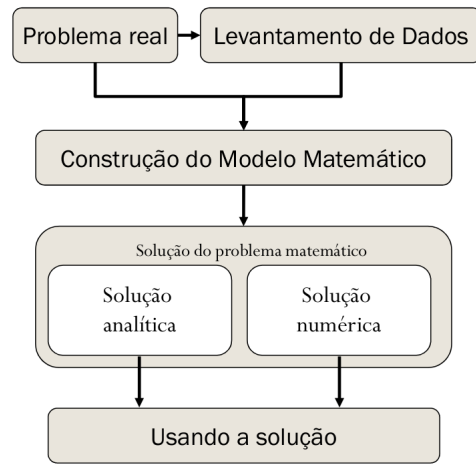 Problema real
Levantamento de Dados
Construção do Modelo Matemático
Solução do problema matemático
Solução
analítica
Solução
numérica
Usando a solução